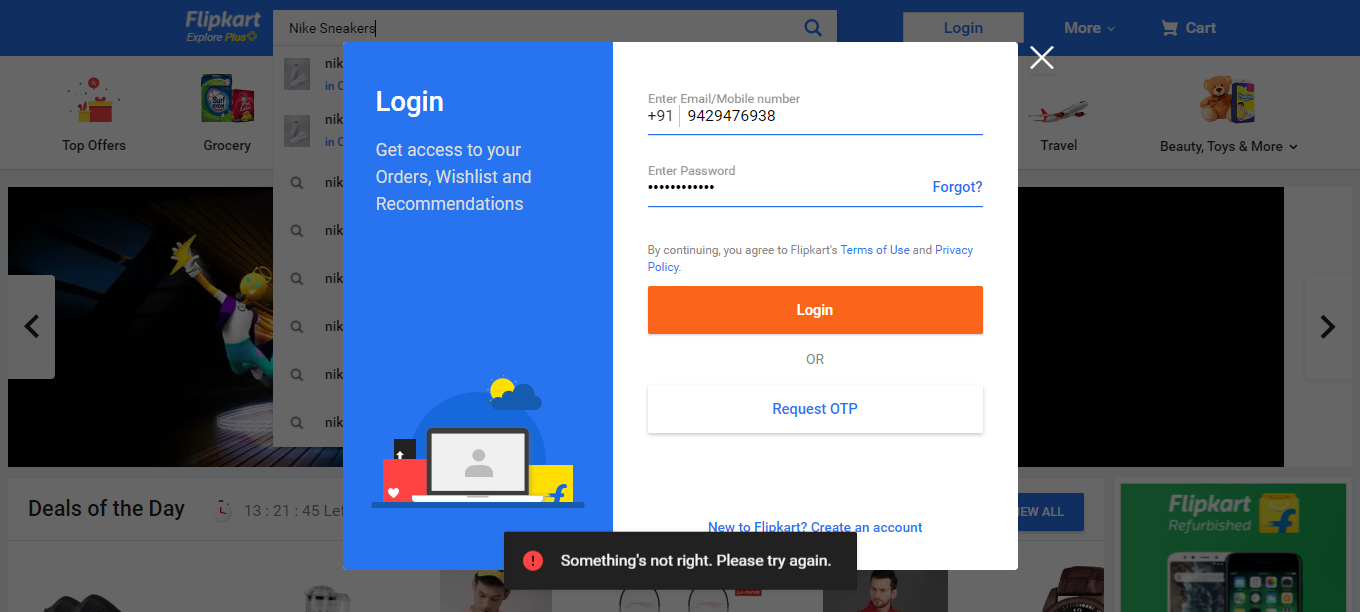 Flipkart
Explore Plus
Nike Sneakers
Login
More
Cart
nik
in C
nik
in C
nik
nik
nik
nik
nik
nik
Top Offers
Grocery
Travel
Beauty, Toys & More
Login
Get access to your
Orders, Wishlist and
Recommendations
Enter Email/Mobile number
+91 9429476938
Enter Password
••••••••••••
Forgot?
By continuing, you agree to Flipkart's Terms of Use and Privacy
Policy.
Login
OR
Request OTP
New to Flipkart? Create an account
Something's not right. Please try again.
Deals of the Day
13 : 21 : 45 Lef
IEW ALL
Flipkart
Refurbished